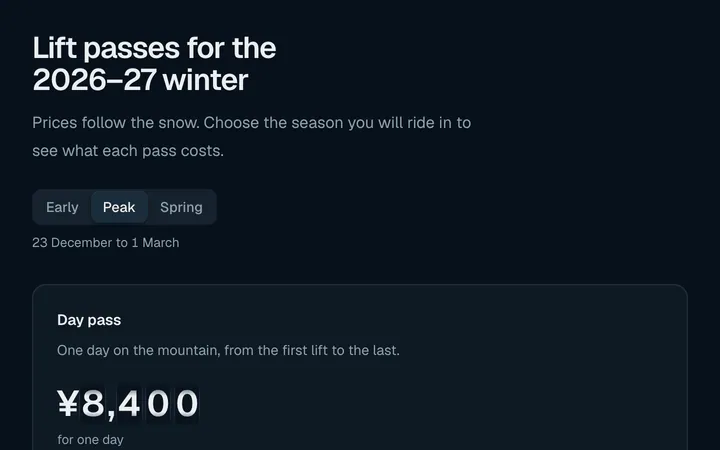 Lift passes for the
2026–27 winter
Prices follow the snow. Choose the season you will ride in to
see what each pass costs.
Early Peak Spring
23 December to 1 March
Day pass
One day on the mountain, from the first lift to the last.
¥8,400
for one day